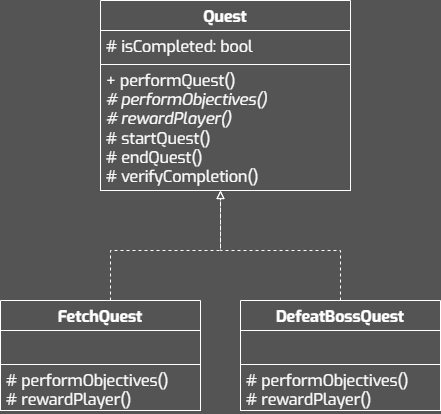 Quest
# isCompleted: bool
+ performQuest()
# performObjectives()
# rewardPlayer()
# startQuest()
# endQuest()
# verifyCompletion()
FetchQuest
# performObjectives()
# rewardPlayer()
DefeatBossQuest
# performObjectives()
# rewardPlayer()